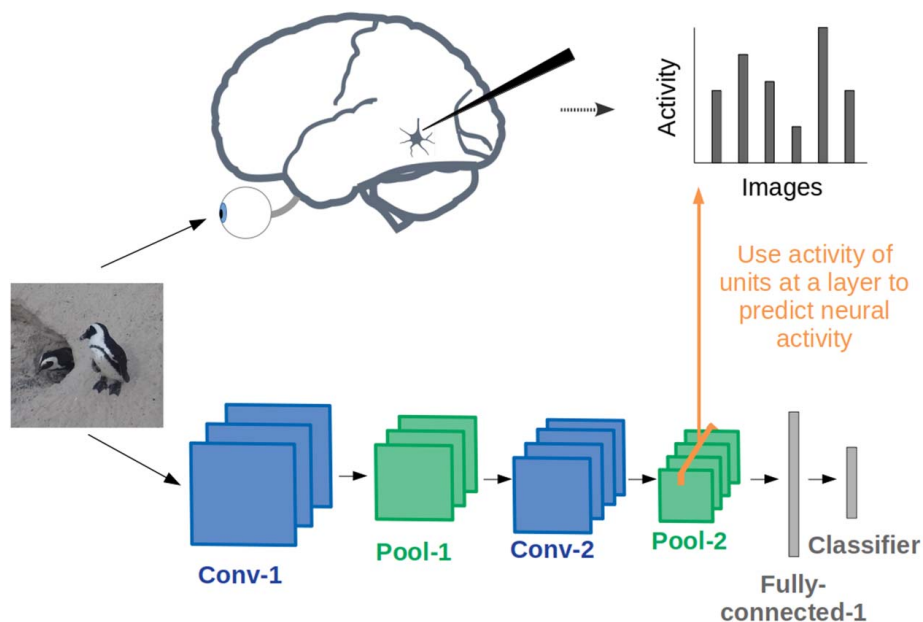 Activity
Images
Use activity of
units at a layer to
predict neural
activity
Conv-1
Pool-1
Conv-2
Pool-2
Fully-
connected-1
Classifier